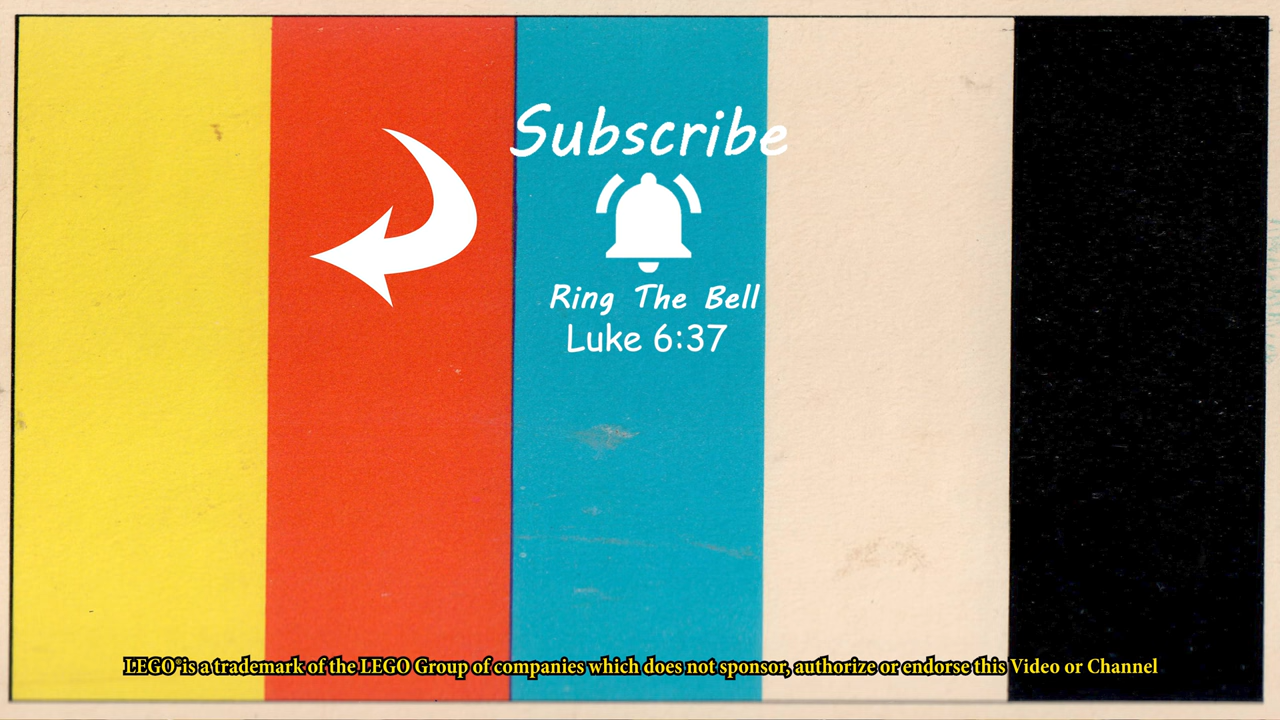 Subscribe
Ring The Bell
Luke 6:37
LEGO®is a trademark of the LEGO Group of companies which does not sponsor, authorize or endorse this Video or Channel